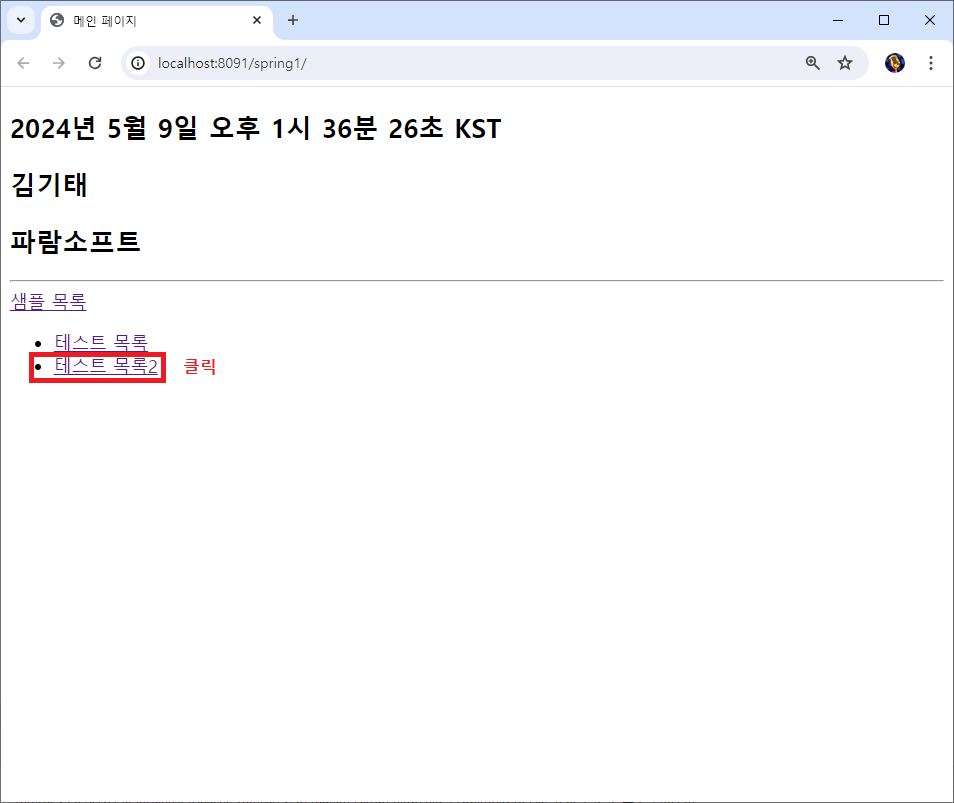 메인 페이지
localhost:8091/spring1/
2024년 5월 9일 오후 1시 36분 26초 KST
김기태
파람소프트
샘플 목록
테스트 목록
테스트 목록2 클릭